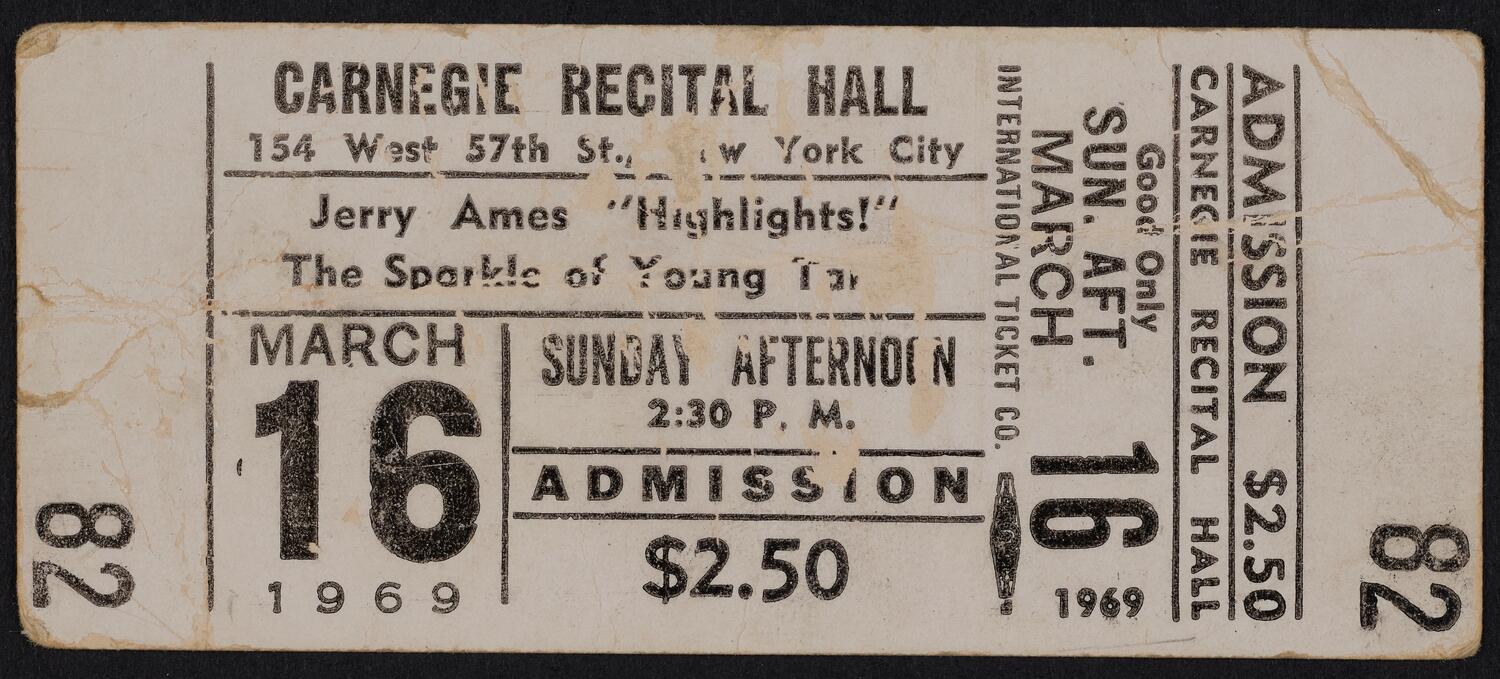 CARNEGIE RECITAL HALL
154 West 57th St., New York City
Jerry Ames "Highlights!"
The Sparkle of Young
MARCH
16
1969
SUNDAY AFTERNOON
2:30 P. M.
ADMISSION
$2.50
82
INTERNATIONAL TICKET CO.
Good Only
SUN. AFT.
MARCH 16
1969
CARNEGIE RECITAL HALL
ADMISSION $2.50
82